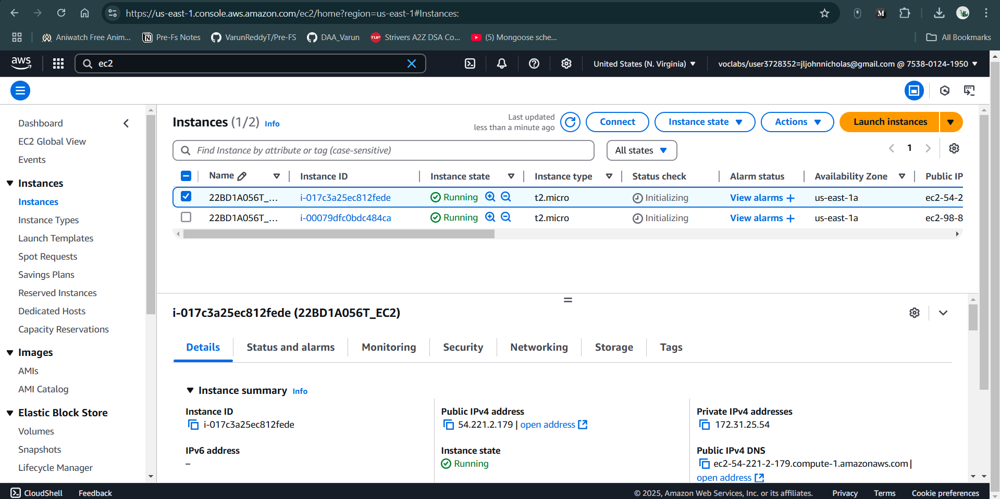 https://us-east-1.console.aws.amazon.com/ec2/home?region=us-east-1#Instances:
M
Aniwatch Free Anim... Pre-Fs Notes VarunReddyT/Pre-FS DAA_Varun TUF Strivers A2Z DSA Co... (5) Mongoose sche... All Bookmarks
aws ec2 United States (N. Virginia) voclabs/user3728352=jljohnnicholas@gmail.com @ 7538-0124-1950
Dashboard
EC2 Global View
Events
Instances
Instances
Instance Types
Launch Templates
Spot Requests
Savings Plans
Reserved Instances
Dedicated Hosts
Capacity Reservations
Images
AMIs
AMI Catalog
Elastic Block Store
Volumes
Snapshots
Lifecycle Manager
Instances (1/2) Info
Last updated
less than a minute ago
Connect Instance state Actions Launch instances
Find Instance by attribute or tag (case-sensitive) All states 1
Name Instance ID Instance state Instance type Status check Alarm status Availability Zone Public IP
22BD1A056T_... i-017c3a25ec812fede Running t2.micro Initializing View alarms + us-east-1a ec2-54-2
22BD1A056T_... i-00079dfc0bdc484ca Running t2.micro Initializing View alarms + us-east-1a ec2-98-8
i-017c3a25ec812fede (22BD1A056T_EC2)
Details Status and alarms Monitoring Security Networking Storage Tags
Instance summary Info
Instance ID
i-017c3a25ec812fede
IPv6 address
–
Public IPv4 address
54.221.2.179 | open address
Instance state
Running
Private IPv4 addresses
172.31.25.54
Public IPv4 DNS
ec2-54-221-2-179.compute-1.amazonaws.com |
open address
CloudShell Feedback © 2025, Amazon Web Services, Inc. or its affiliates. Privacy Terms Cookie preferences